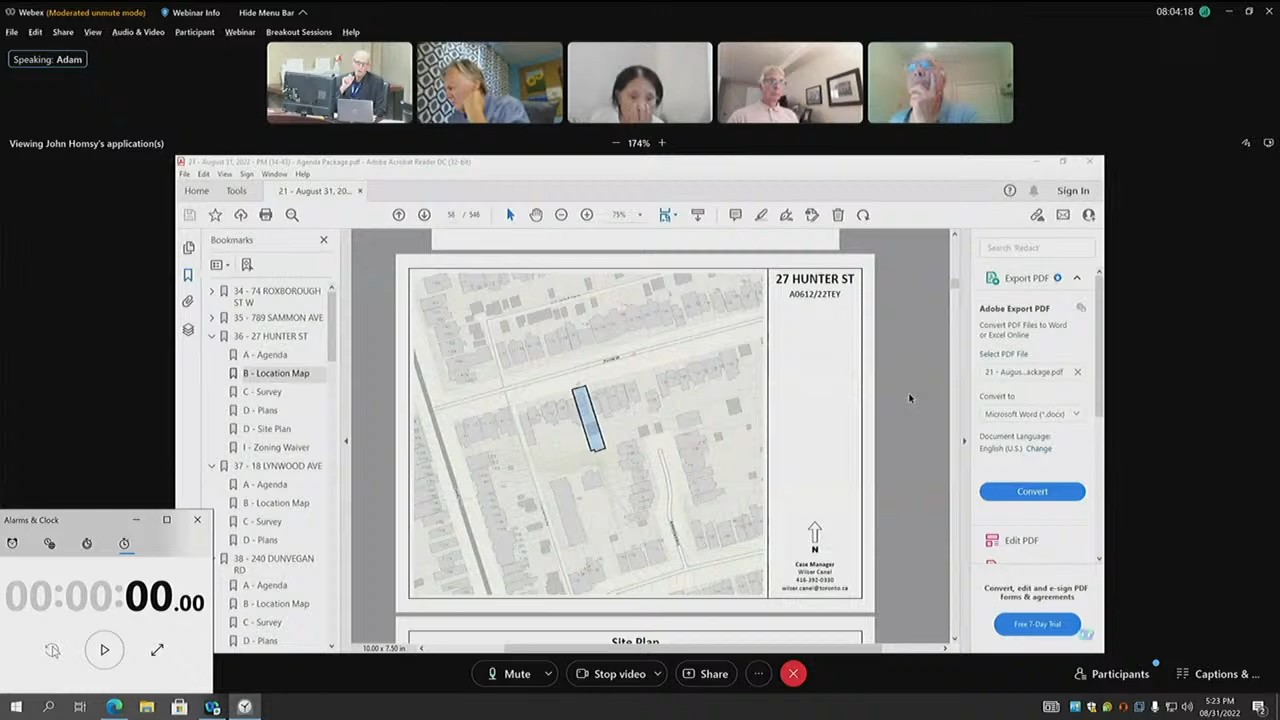 Webex (Moderated unmute mode) Webinar Info Hide Menu Bar 08:04:18
File Edit Share View Audio & Video Participant Webinar Breakout Sessions Help
Speaking: Adam
Viewing John Homsy's application(s)
174%
21 - August 31, 2022 - PM (34-43) - Agenda Package.pdf - Adobe Acrobat Reader DC (32-bit)
File Edit View Sign Window Help
Home Tools 21 - August 31, 20... × Sign In
58 / 546 75%
Bookmarks
34 - 74 ROXBOROUGH
ST W
35 - 789 SAMMON AVE
36 - 27 HUNTER ST
A - Agenda
B - Location Map
C - Survey
D - Plans
D - Site Plan
I - Zoning Waiver
37 - 18 LYNWOOD AVE
A - Agenda
B - Location Map
C - Survey
D - Plans
38 - 240 DUNVEGAN
RD
A - Agenda
B - Location Map
C - Survey
D - Plans
27 HUNTER ST
A0612/22TEY
N
Case Manager
Wilser Canel
416-392-0330
wilser.canel@toronto.ca
Site Plan
10.00 x 7.50 in
Search 'Redact'
Export PDF
Adobe Export PDF
Convert PDF Files to Word
or Excel Online
Select PDF File
21 - Augus...ackage.pdf
Convert to
Microsoft Word (*.docx)
Document Language:
English (U.S.) Change
Convert
Edit PDF
Convert, edit and e-sign PDF
forms & agreements
Free 7-Day Trial
Alarms & Clock
00:00:00.00
Mute Stop video Share Participants Captions & ...
5:23 PM
08/31/2022